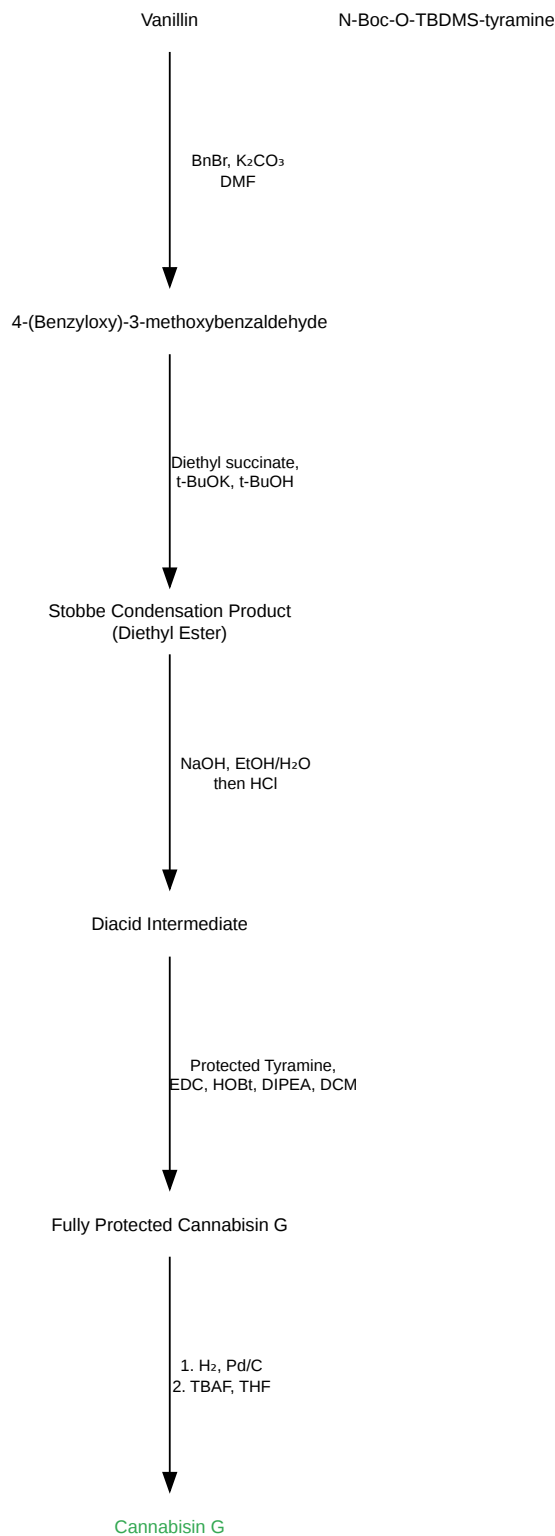 Vanillin
N-Boc-O-TBDMS-tyramine
BnBr, K₂CO₃
DMF
4-(Benzyloxy)-3-methoxybenzaldehyde
Diethyl succinate,
t-BuOK, t-BuOH
Stobbe Condensation Product
(Diethyl Ester)
NaOH, EtOH/H₂O
then HCl
Diacid Intermediate
Protected Tyramine,
EDC, HOBt, DIPEA, DCM
Fully Protected Cannabisin G
1. H₂, Pd/C
2. TBAF, THF
Cannabisin G